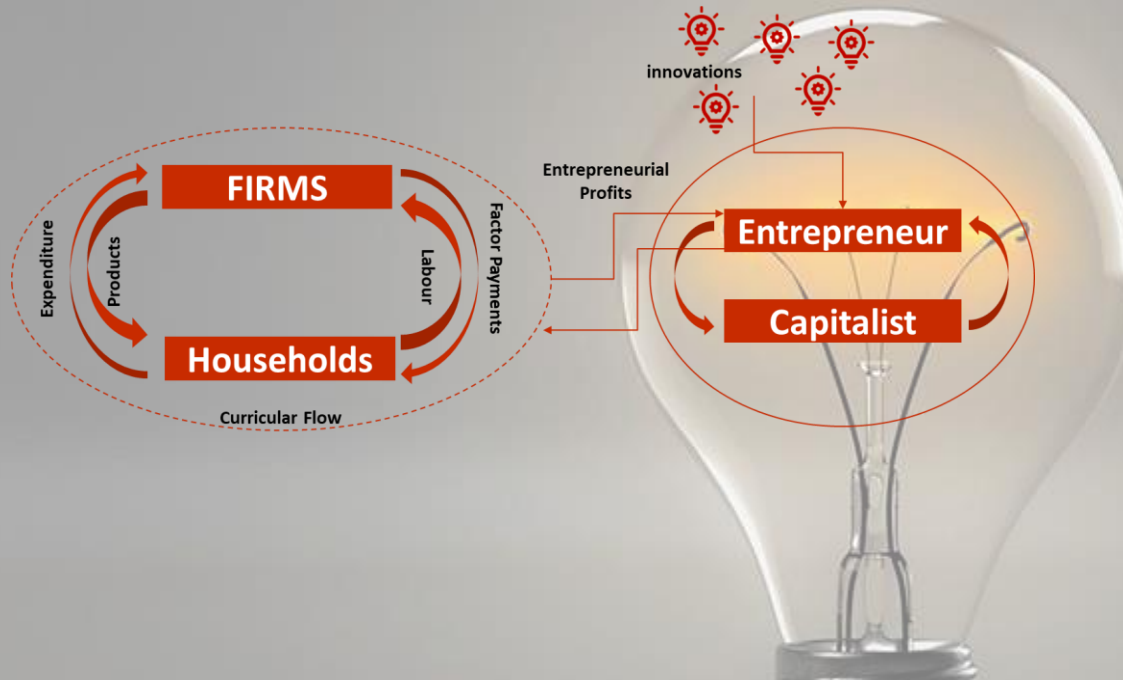 innovations
Entrepreneurial
Profits
FIRMS
Expenditure
Products
Labour
Factor Payments
Households
Curricular Flow
Entrepreneur
Capitalist